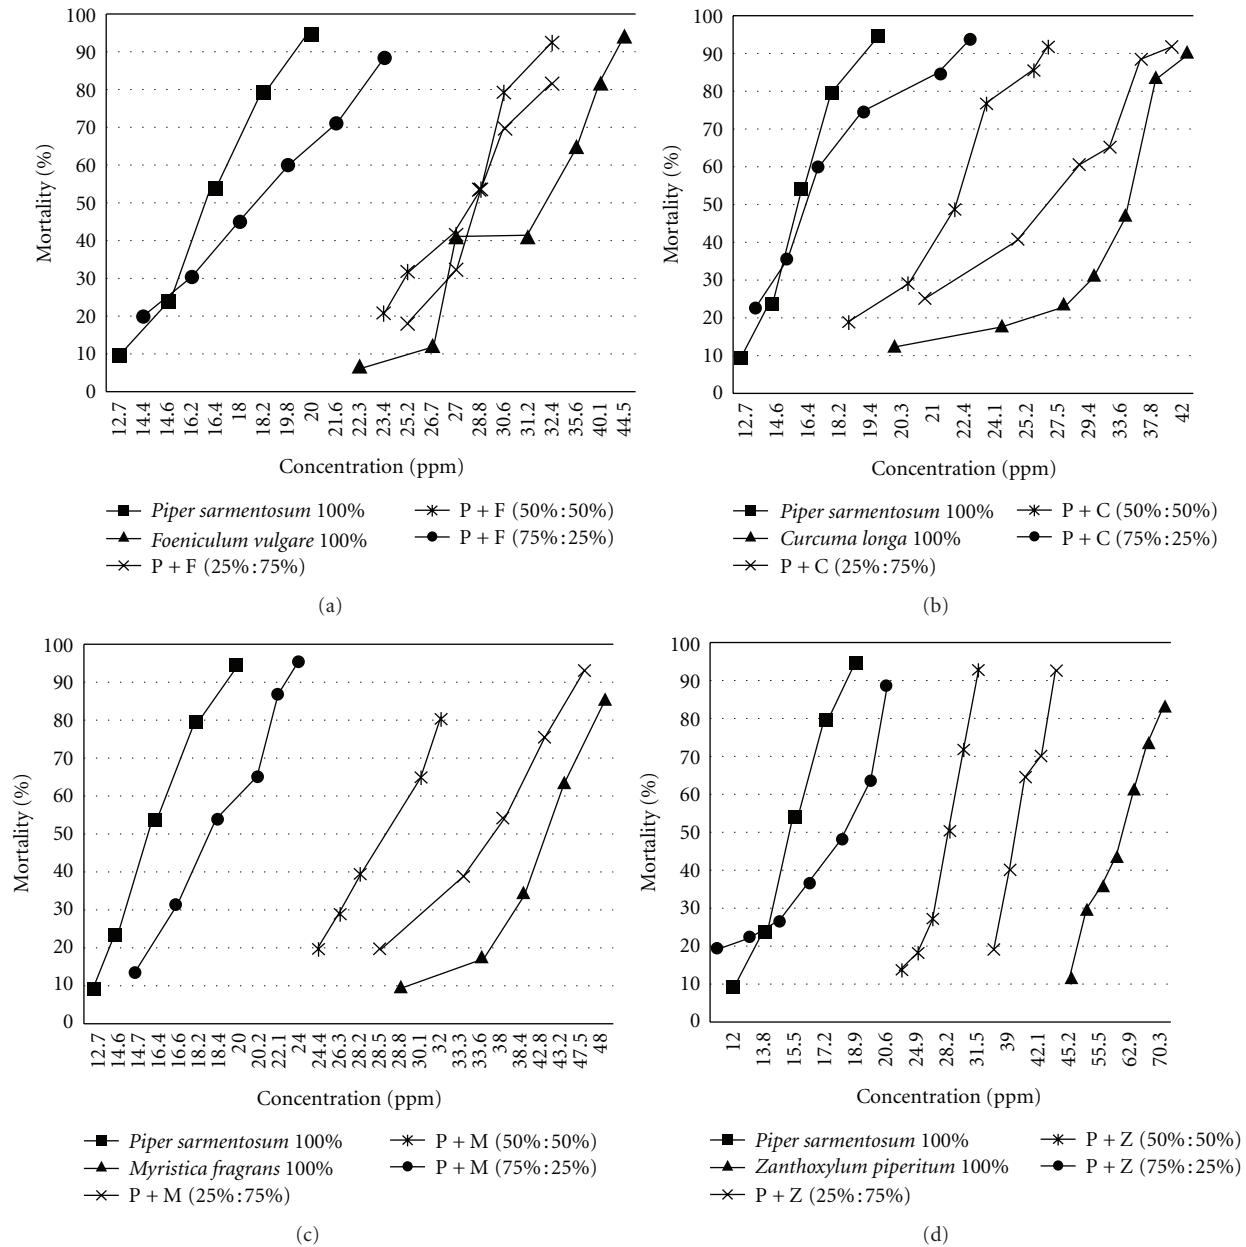 100
90
80
70
60
50
40
30
20
10
0
Mortality (%)
12.7 14.4 14.6 16.2 16.4 18 18.2 19.8 20 21.6 22.3 24.4 25.2 26.7 27 28.8 30.6 31.2 32.4 35.6 40.1 44.5
Concentration (ppm)
Piper sarmentosum 100%
Foeniculum vulgare 100%
P + F (25%:75%)
P + F (50%:50%)
P + F (75%:25%)
(a)
100
90
80
70
60
50
40
30
20
10
0
Mortality (%)
12.7 14.6 16.4 18.2 19.4 20.3 21 22.4 24.1 25.2 27.5 29.4 33.6 37.8 42
Concentration (ppm)
Piper sarmentosum 100%
Curcuma longa 100%
P + C (25%:75%)
P + C (50%:50%)
P + C (75%:25%)
(b)
100
90
80
70
60
50
40
30
20
10
0
Mortality (%)
12.7 14.6 14.7 16.4 16.6 18.2 18.4 20 20.2 22.1 24 24.4 26.3 28.2 28.5 28.8 30.1 32 33.3 33.6 38 38.4 42.8 43.2 47.5 48
Concentration (ppm)
Piper sarmentosum 100%
Myristica fragrans 100%
P + M (25%:75%)
P + M (50%:50%)
P + M (75%:25%)
(c)
100
90
80
70
60
50
40
30
20
10
0
Mortality (%)
12 13.8 15.5 17.2 18.9 20.6 24.9 28.2 31.5 39 42.1 45.2 55.5 62.9 70.3
Concentration (ppm)
Piper sarmentosum 100%
Zanthoxylum piperitum 100%
P + Z (25%:75%)
P + Z (50%:50%)
P + Z (75%:25%)
(d)